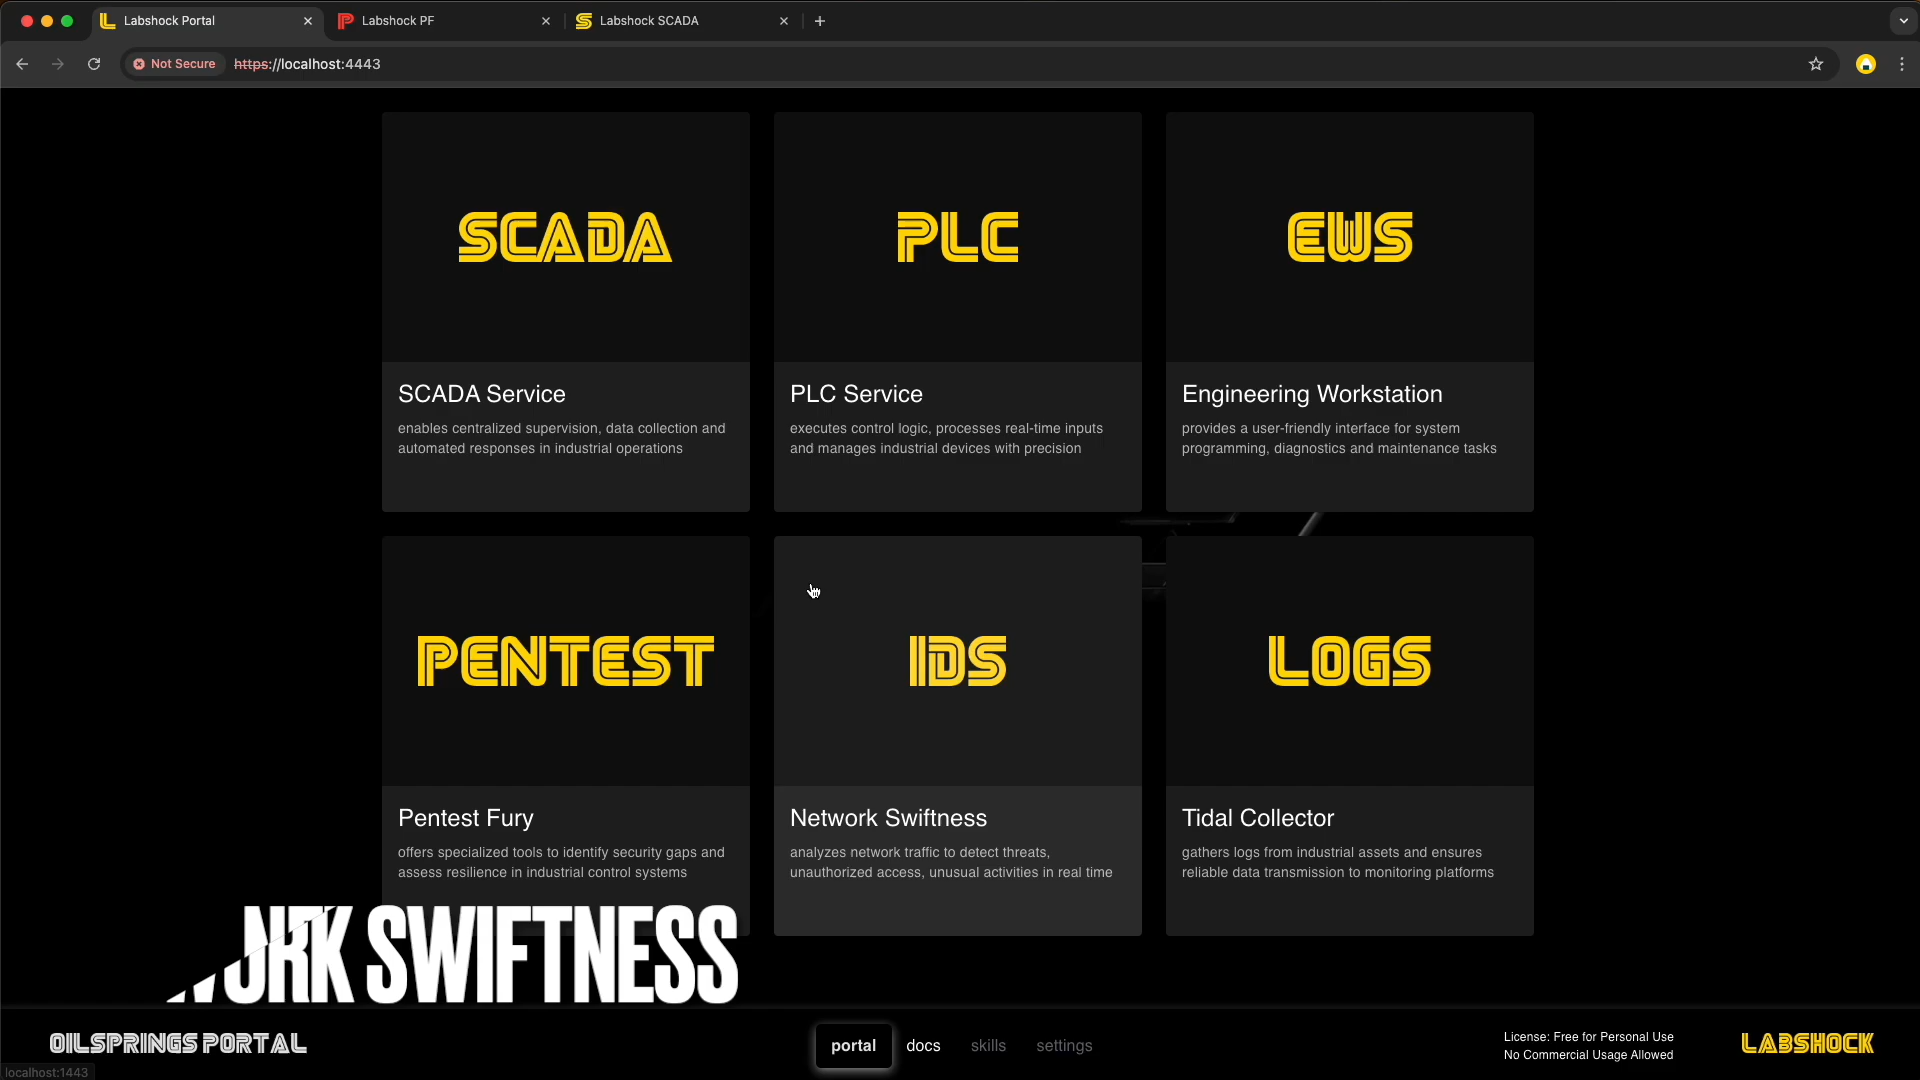 Labshock Portal
Labshock PF
Labshock SCADA
Not Secure
https://localhost:4443
SCADA
PLC
EWS
SCADA Service
enables centralized supervision, data collection and
automated responses in industrial operations
PLC Service
executes control logic, processes real-time inputs
and manages industrial devices with precision
Engineering Workstation
provides a user-friendly interface for system
programming, diagnostics and maintenance tasks
PENTEST
IDS
LOGS
Pentest Fury
offers specialized tools to identify security gaps and
assess resilience in industrial control systems
Network Swiftness
analyzes network traffic to detect threats,
unauthorized access, unusual activities in real time
Tidal Collector
gathers logs from industrial assets and ensures
reliable data transmission to monitoring platforms
SWIFTNESS
OILSPRINGS PORTAL
portal
docs
skills
settings
License: Free for Personal Use
No Commercial Usage Allowed
LABSHOCK
localhost:1443